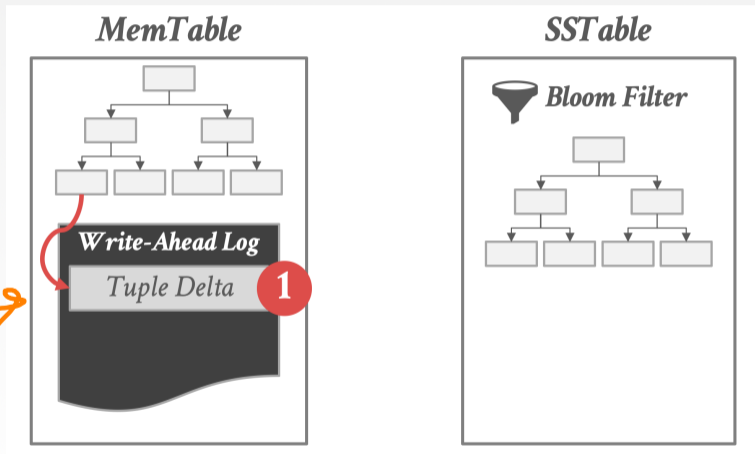 MemTable
Write-Ahead Log
Tuple Delta
1
SSTable
Bloom Filter